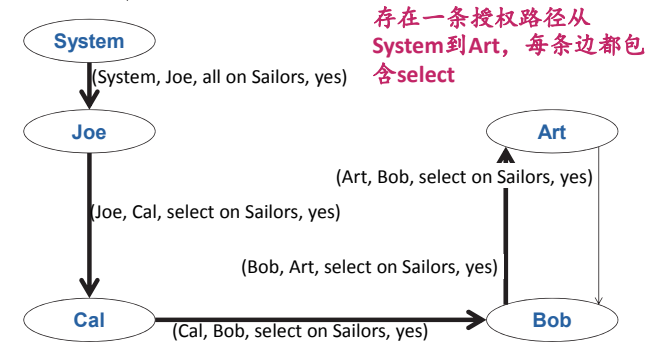 System
存在一条授权路径从
System到Art，每条边都包
含select
(System, Joe, all on Sailors, yes)
Joe
Art
(Art, Bob, select on Sailors, yes)
(Joe, Cal, select on Sailors, yes)
(Bob, Art, select on Sailors, yes)
Cal
Bob
(Cal, Bob, select on Sailors, yes)